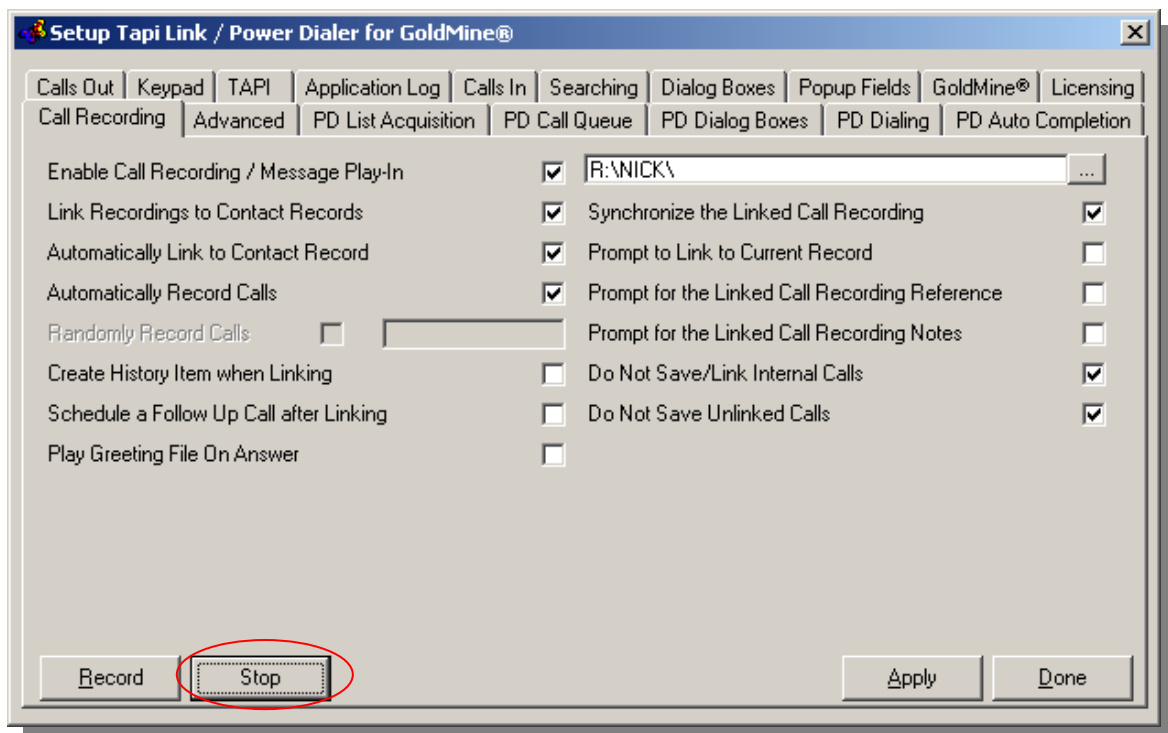 Setup Tapi Link / Power Dialer for GoldMine®
Calls Out Keypad TAPI Application Log Calls In Searching Dialog Boxes Popup Fields GoldMine® Licensing
Call Recording Advanced PD List Acquisition PD Call Queue PD Dialog Boxes PD Dialing PD Auto Completion
Enable Call Recording / Message Play-In R:\NICK\ ...
Link Recordings to Contact Records Synchronize the Linked Call Recording
Automatically Link to Contact Record Prompt to Link to Current Record
Automatically Record Calls Prompt for the Linked Call Recording Reference
Randomly Record Calls Prompt for the Linked Call Recording Notes
Create History Item when Linking Do Not Save/Link Internal Calls
Schedule a Follow Up Call after Linking Do Not Save Unlinked Calls
Play Greeting File On Answer
Record Stop Apply Done